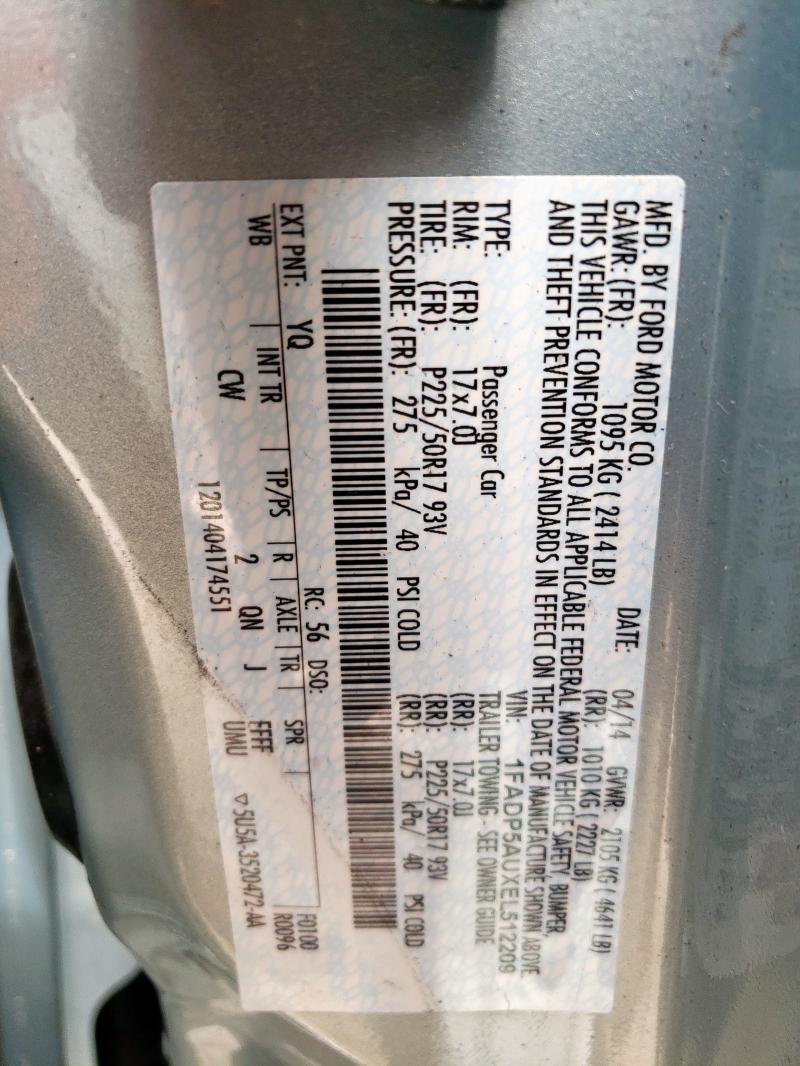 MFD. BY FORD MOTOR CO. DATE: 04/14 GVWR: 2105 KG ( 4641 LB)
GAWR: (FR): 1095 KG ( 2414 LB) (RR): 1010 KG ( 2227 LB)
THIS VEHICLE CONFORMS TO ALL APPLICABLE FEDERAL MOTOR VEHICLE SAFETY, BUMPER,
AND THEFT PREVENTION STANDARDS IN EFFECT ON THE DATE OF MANUFACTURE SHOWN ABOVE
VIN: 1FADP5AUXEL512209
TYPE: Passenger Car TRAILER TOWING - SEE OWNER GUIDE
RIM: (FR): 17x7.0J (RR): 17x7.0J
TIRE: (FR): P225/50R17 93V (RR): P225/50R17 93V
PRESSURE: (FR): 275 kPa/ 40 PSI COLD (RR): 275 kPa/ 40 PSI COLD
EXT PNT: YQ RC: 56 DSO: F0100
WB | INT TR | TP/PS | R | AXLE | TR | SPR | R0096
CW 2 QN J FFFF
UMU
1201404174551 ▽5U5A-3520472-AA